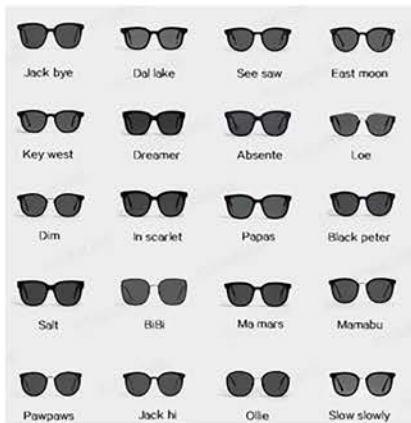 Jack bye
Dal lake
See saw
East moon
Key west
Dreamer
Absente
Loe
Dim
In scarlet
Papas
Black peter
Salt
BiBi
Ma mars
Mamabu
Pawpaws
Jack hi
Ollie
Slow slowly